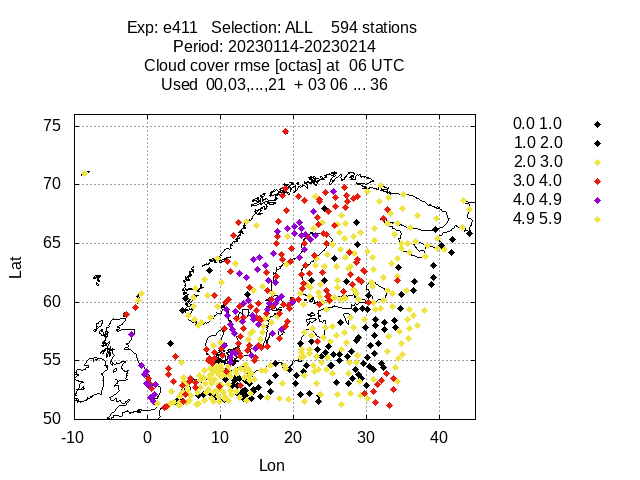 Exp: e411 Selection: ALL 594 stations
Period: 20230114-20230214
Cloud cover rmse [octas] at 06 UTC
Used 00,03,...,21 + 03 06 ... 36
0.0 1.0
1.0 2.0
2.0 3.0
3.0 4.0
4.0 4.9
4.9 5.9
75
70
65
60
55
50
Lat
-10 0 10 20 30 40
Lon